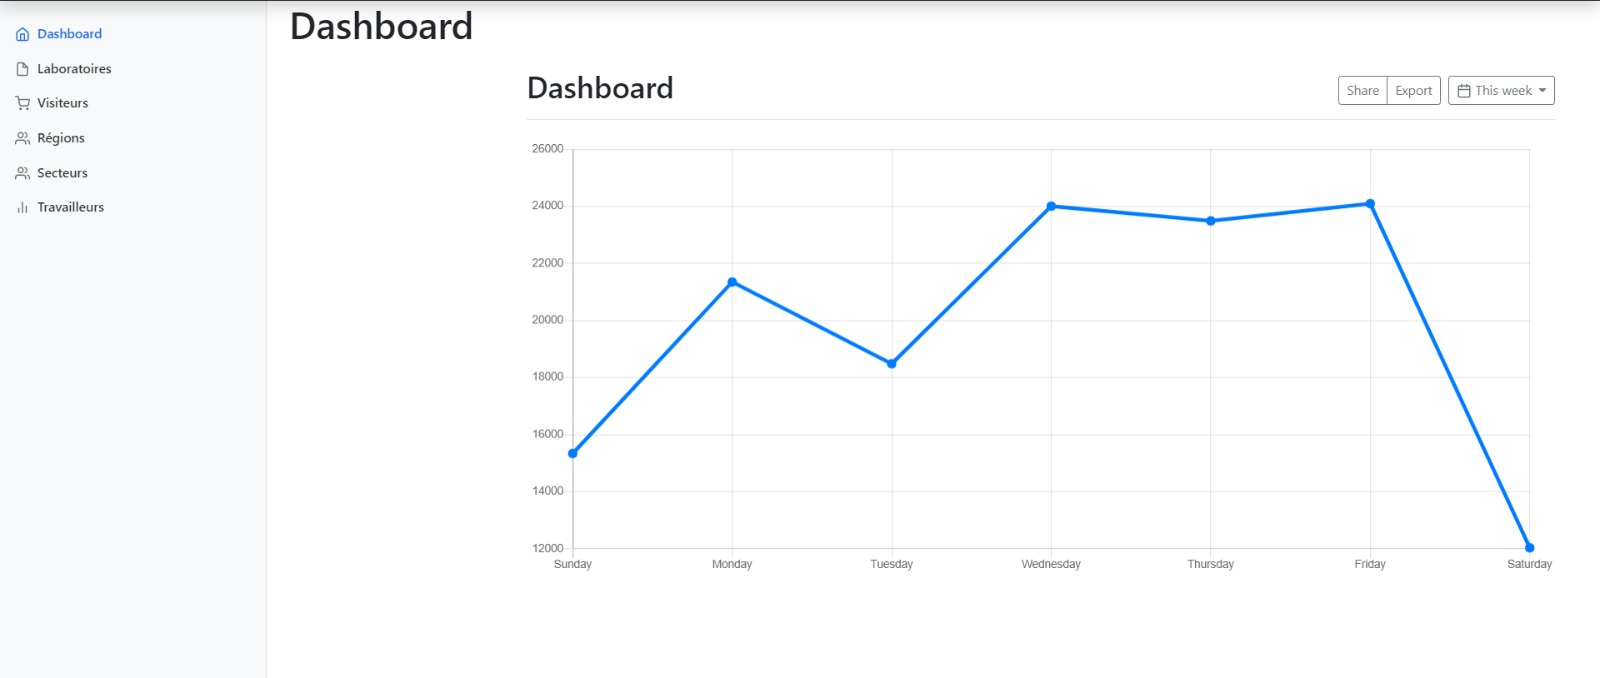 Dashboard
Laboratoires
Visiteurs
Régions
Secteurs
Travailleurs
Dashboard
Dashboard
Share Export This week
26000
24000
22000
20000
18000
16000
14000
12000
Sunday Monday Tuesday Wednesday Thursday Friday Saturday